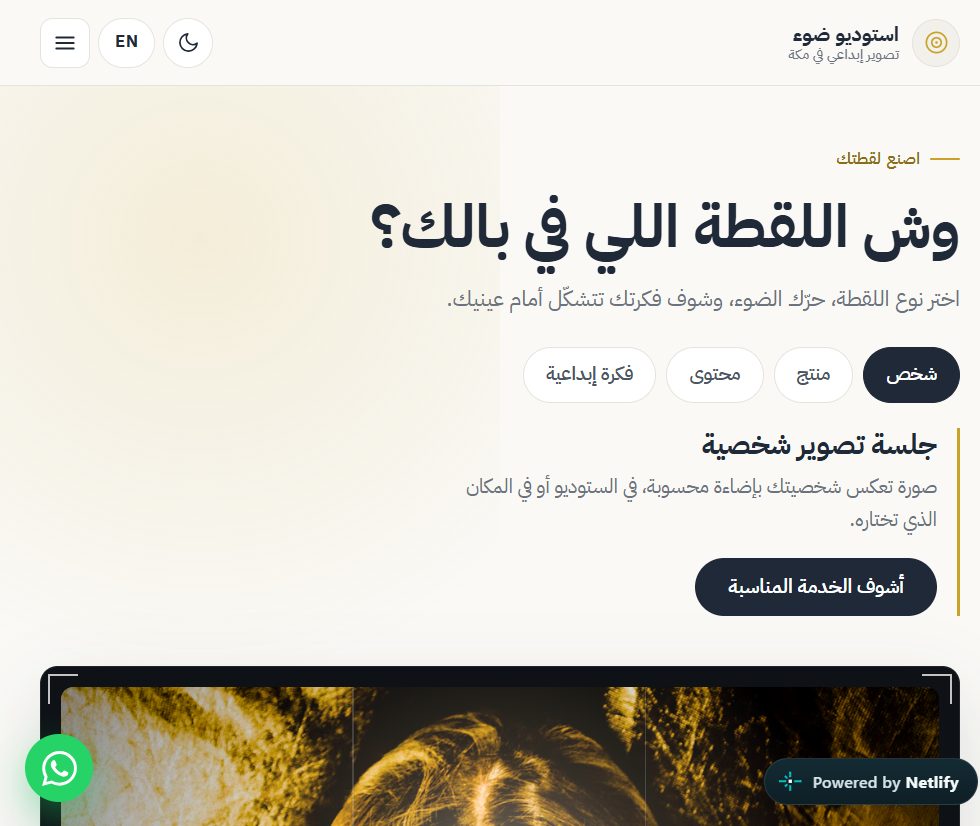 استوديو ضوء
تصوير إبداعي في مكة
EN
اصنع لقطتك
وش اللقطة اللي في بالك؟
اختر نوع اللقطة، حرّك الضوء، وشوف فكرتك تتشكّل أمام عينيك.
شخص
منتج
محتوى
فكرة إبداعية
جلسة تصوير شخصية
صورة تعكس شخصيتك بإضاءة محسوبة، في الستوديو أو في المكان
الذي تختاره.
أشوف الخدمة المناسبة
Powered by Netlify